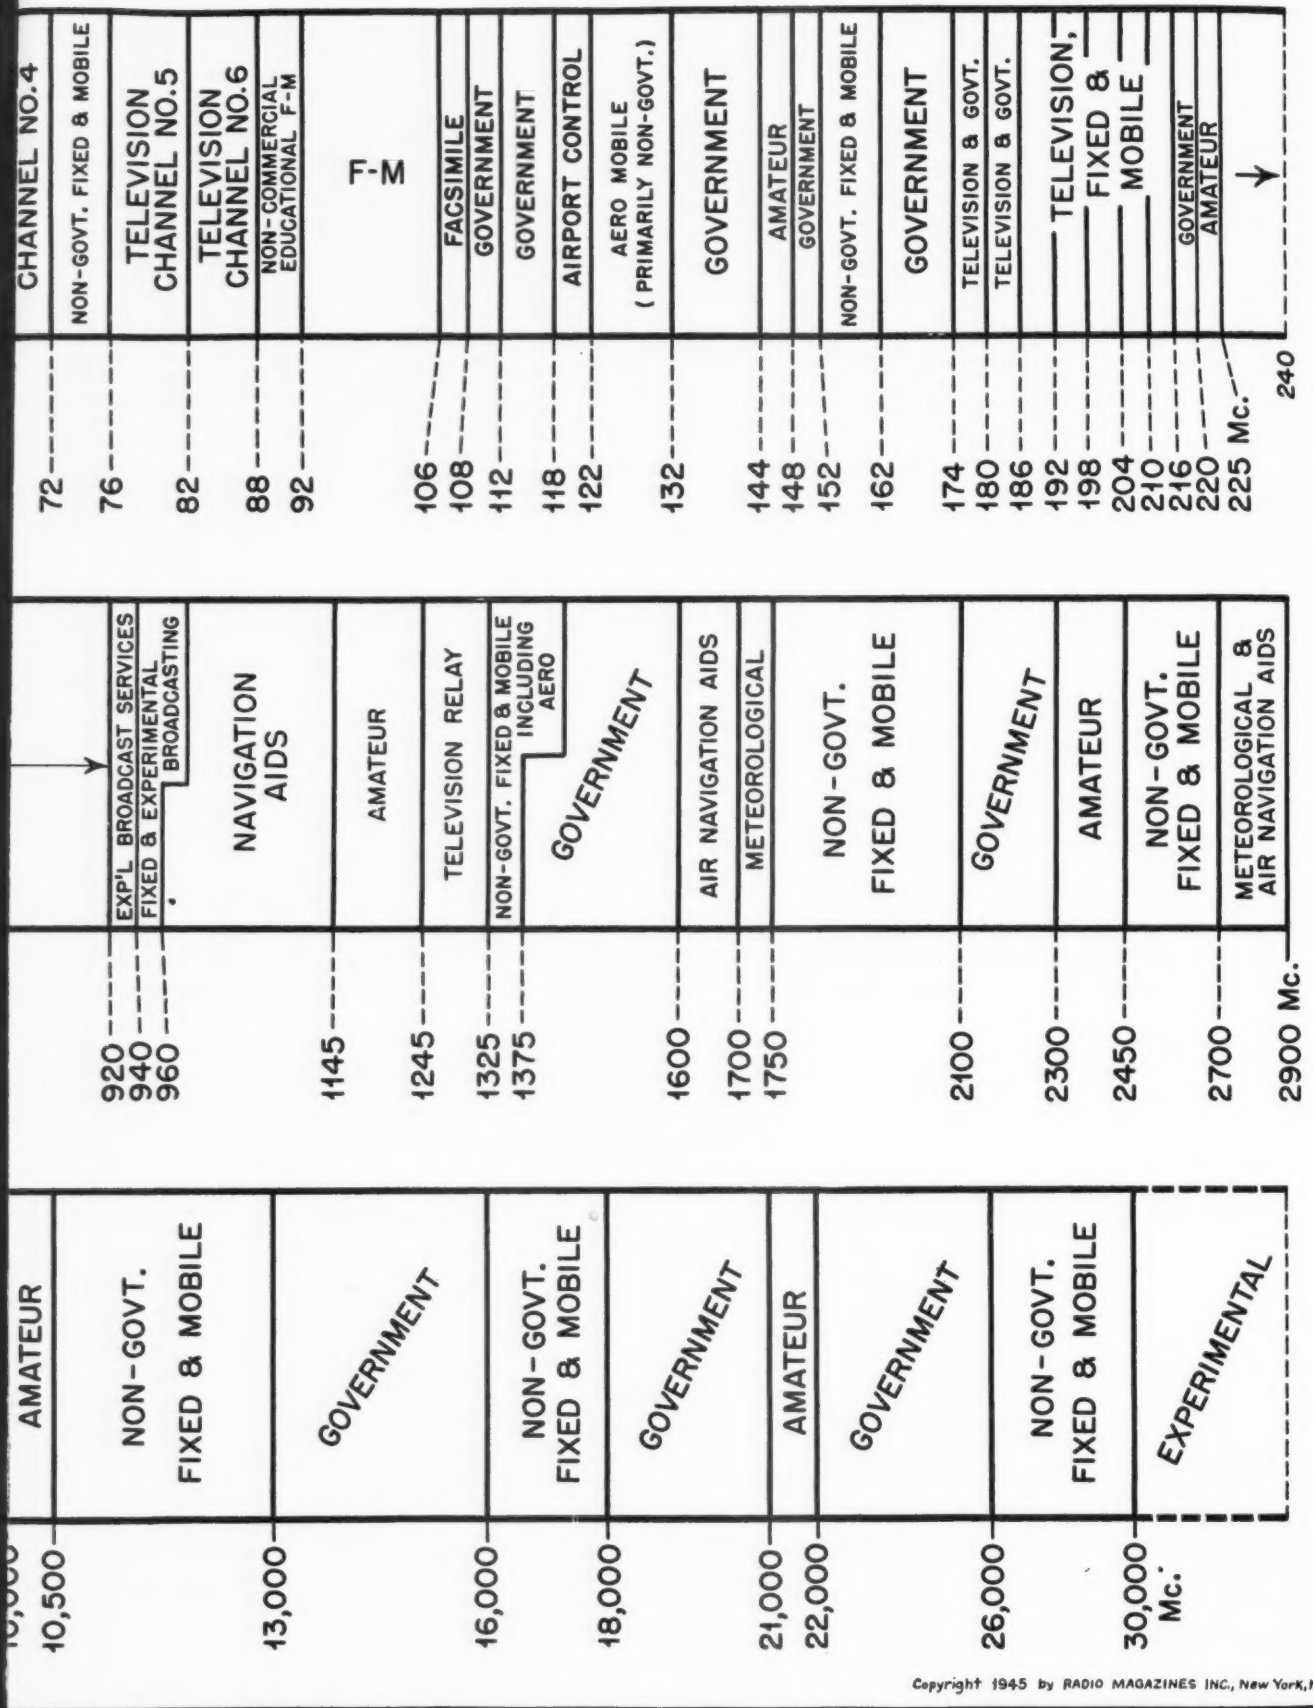 CHANNEL NO.4
NON-GOVT. FIXED & MOBILE
TELEVISION
CHANNEL NO.5
TELEVISION
CHANNEL NO.6
NON-COMMERCIAL
EDUCATIONAL F-M
F-M
FACSIMILE
GOVERNMENT
GOVERNMENT
AIRPORT CONTROL
AERO MOBILE
(PRIMARILY NON-GOVT.)
GOVERNMENT
AMATEUR
GOVERNMENT
NON-GOVT. FIXED & MOBILE
GOVERNMENT
TELEVISION & GOVT.
TELEVISION & GOVT.
TELEVISION,
FIXED &
MOBILE
GOVERNMENT
AMATEUR
72
76
82
88
92
106
108
112
118
122
132
144
148
152
162
174
180
186
192
198
204
210
216
220
225 Mc.
240
EXP'L BROADCAST SERVICES
FIXED & EXPERIMENTAL
BROADCASTING
NAVIGATION
AIDS
AMATEUR
TELEVISION RELAY
NON-GOVT. FIXED & MOBILE
INCLUDING
AERO
GOVERNMENT
AIR NAVIGATION AIDS
METEOROLOGICAL
NON-GOVT.
FIXED & MOBILE
GOVERNMENT
AMATEUR
NON-GOVT.
FIXED & MOBILE
METEOROLOGICAL &
AIR NAVIGATION AIDS
920
940
960
1145
1245
1325
1375
1600
1700
1750
2100
2300
2450
2700
2900 Mc.
AMATEUR
NON-GOVT.
FIXED & MOBILE
GOVERNMENT
NON-GOVT.
FIXED & MOBILE
GOVERNMENT
AMATEUR
GOVERNMENT
NON-GOVT.
FIXED & MOBILE
EXPERIMENTAL
10,500
13,000
16,000
18,000
21,000
22,000
26,000
30,000
Mc.
Copyright 1945 by RADIO MAGAZINES INC., New York,